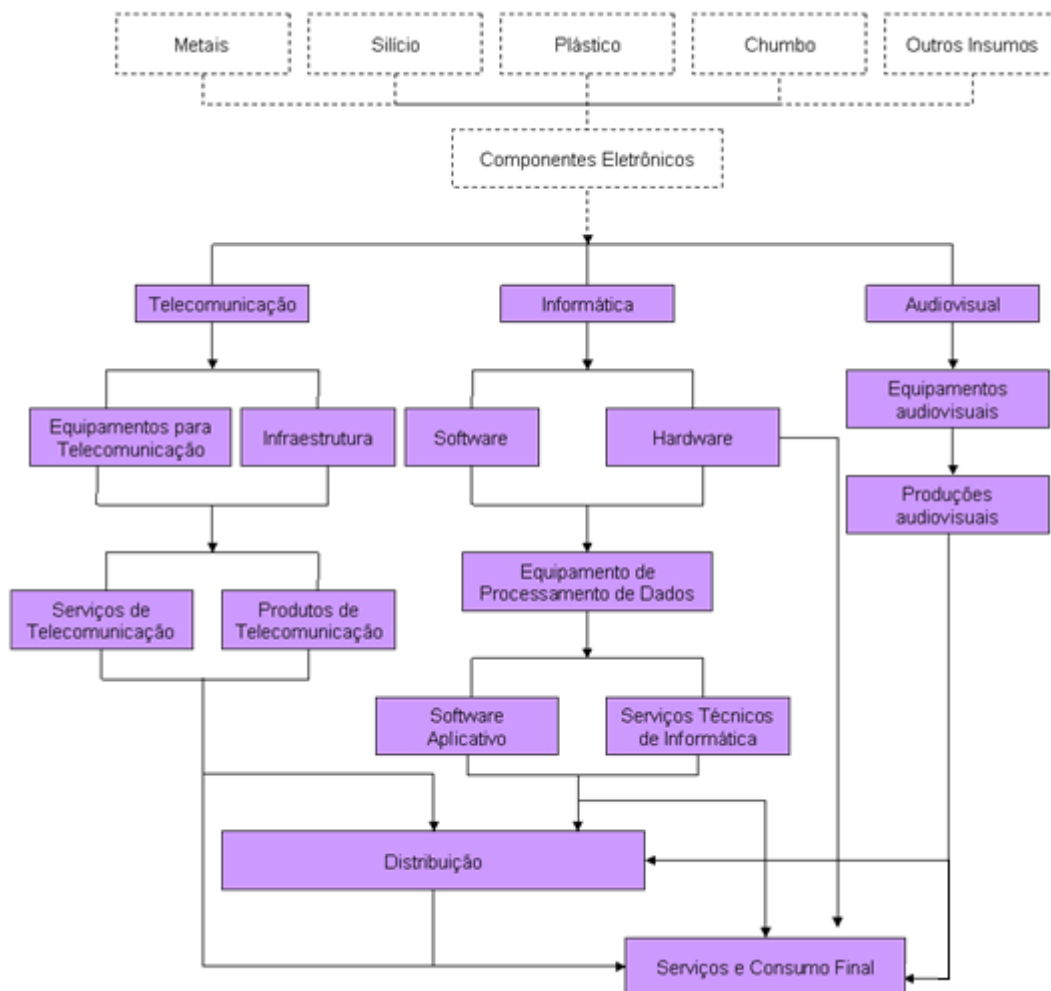 Metais
Silício
Plástico
Chumbo
Outros Insumos
Componentes Eletrônicos
Telecomunicação
Informática
Audiovisual
Equipamentos para
Telecomunicação
Infraestrutura
Software
Hardware
Equipamentos
audiovisuais
Produções
audiovisuais
Equipamento de
Processamento de Dados
Serviços de
Telecomunicação
Produtos de
Telecomunicação
Software
Aplicativo
Serviços Técnicos
de Informática
Distribuição
Serviços e Consumo Final